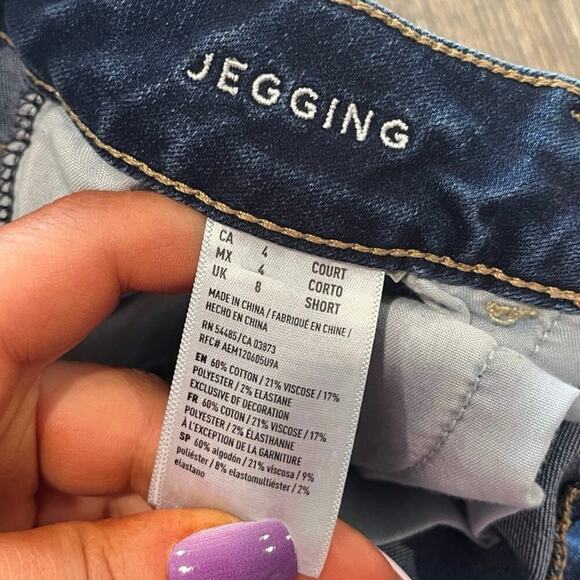 JEGGING
CA 4 COURT
MX 4 CORTO
UK 8 SHORT
MADE IN CHINA / FABRIQUÉ EN CHINE /
HECHO EN CHINA
RN 54485/CA 03873
RFC# AEM120605U9A
EN 60% COTTON / 21% VISCOSE / 17%
POLYESTER / 2% ELASTANE
EXCLUSIVE OF DECORATION
FR 60% COTON / 21% VISCOSE / 17%
POLYESTER / 2% ÉLASTHANNE
À L'EXCEPTION DE LA GARNITURE
SP 60% algodón / 21% viscosa / 9%
poliéster / 8% elastomultiéster / 2%
elastano